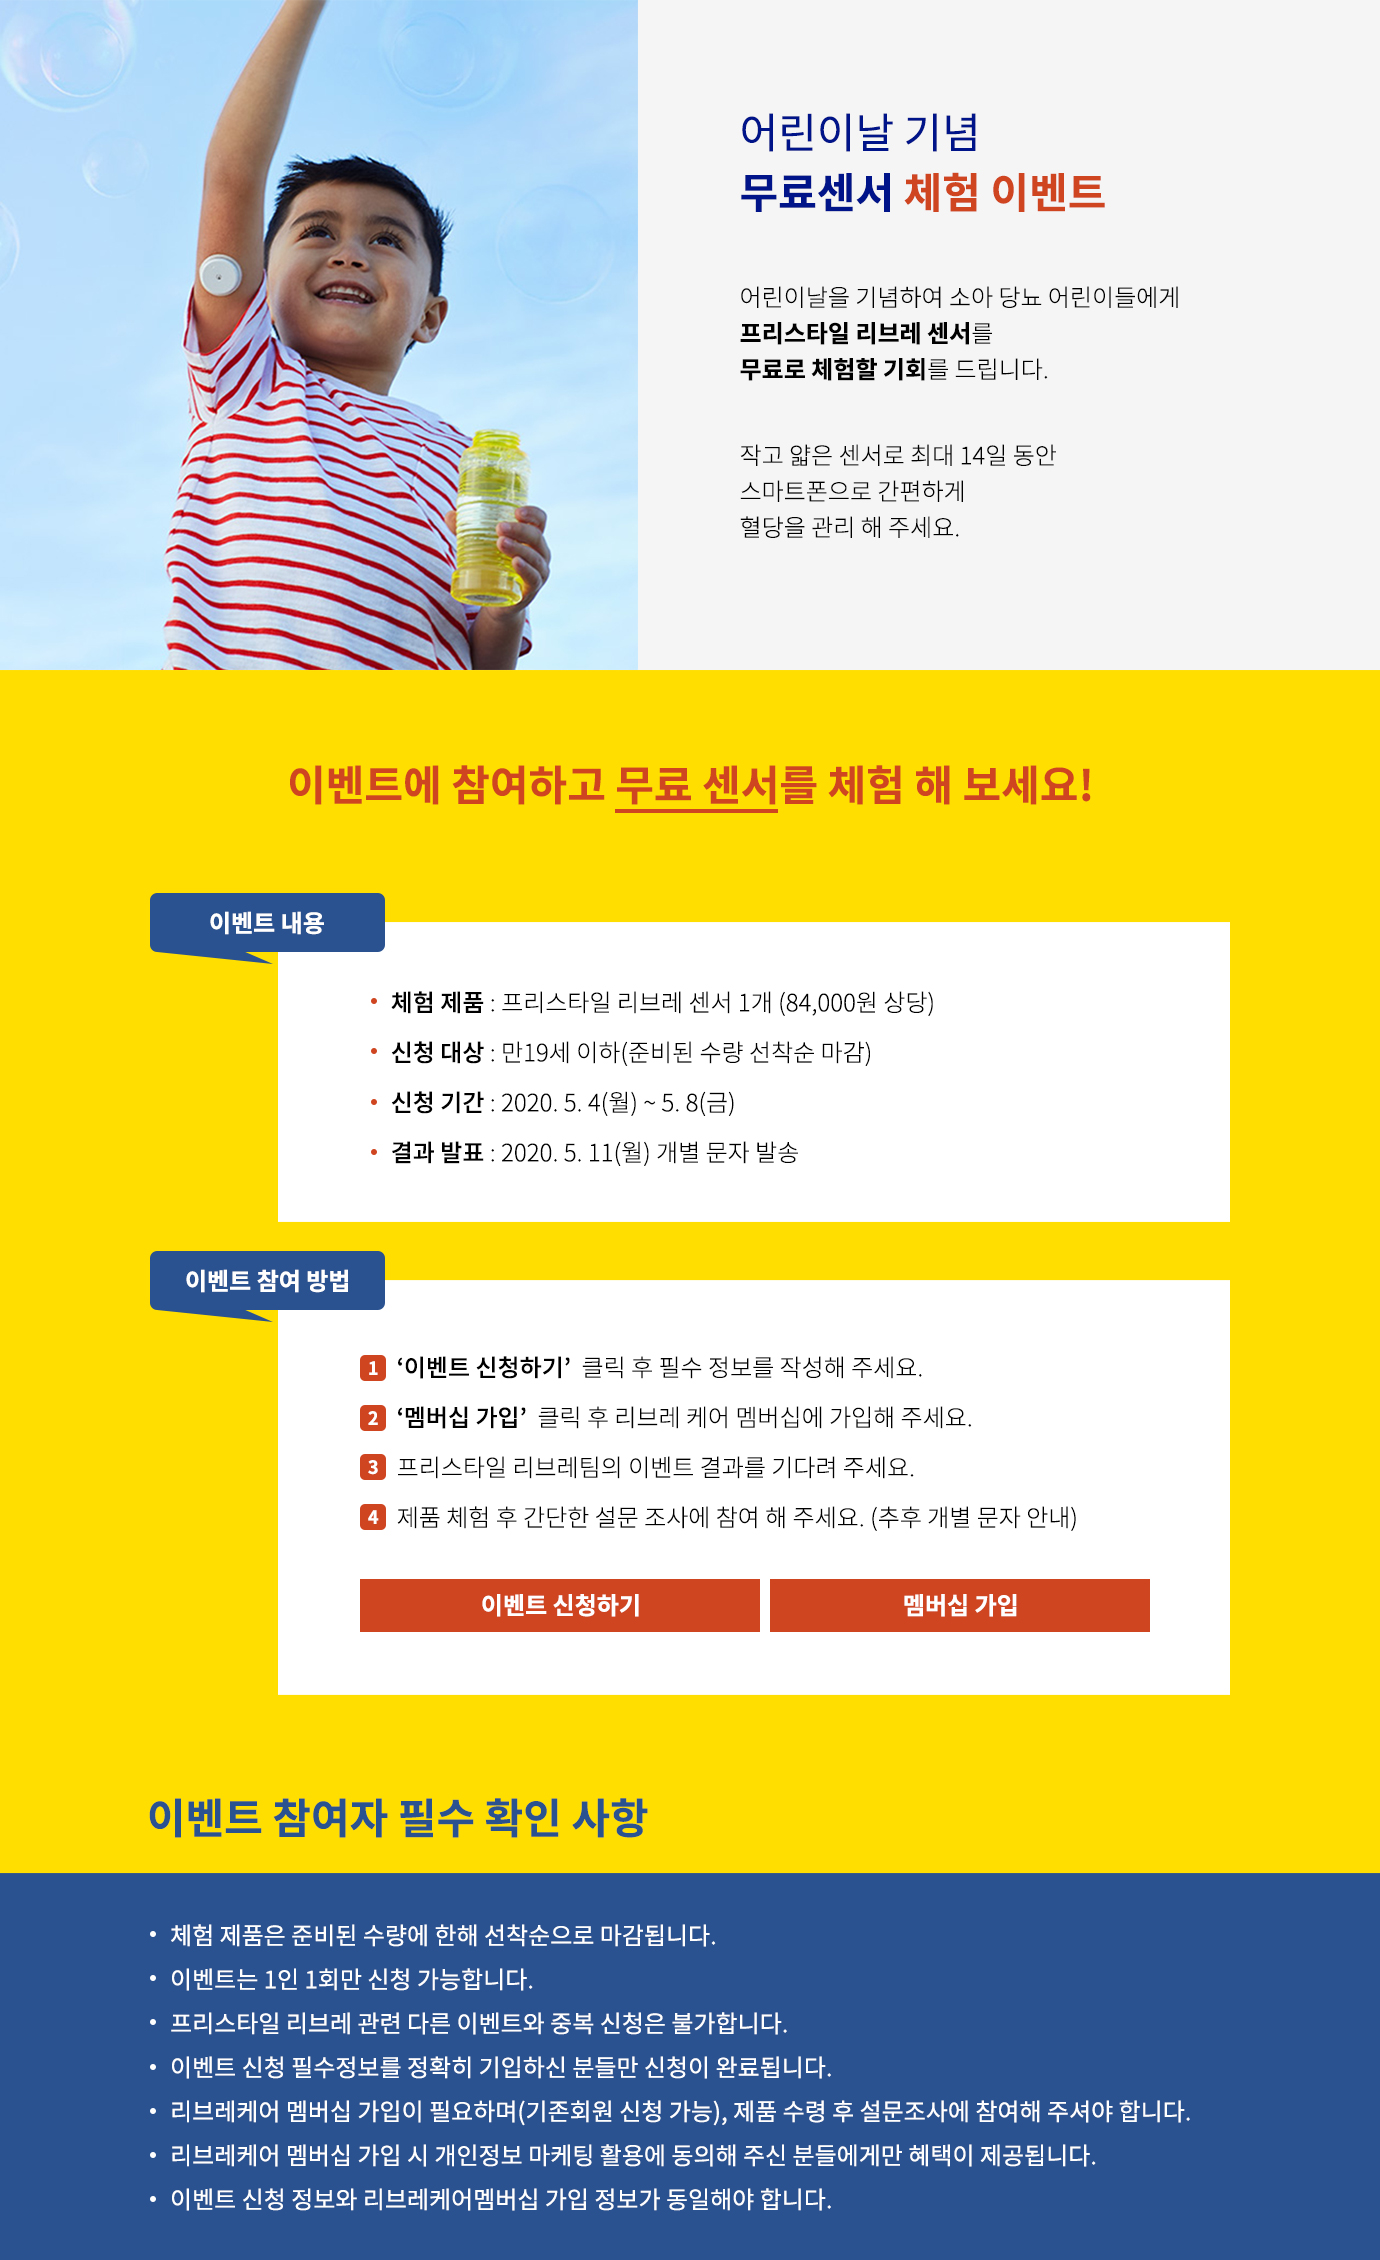 어린이날 기념
무료센서 체험 이벤트
어린이날을 기념하여 소아 당뇨 어린이들에게
프리스타일 리브레 센서를
무료로 체험할 기회를 드립니다.
작고 얇은 센서로 최대 14일 동안
스마트폰으로 간편하게
혈당을 관리 해 주세요.
이벤트에 참여하고 무료 센서를 체험 해 보세요!
이벤트 내용
• 체험 제품 : 프리스타일 리브레 센서 1개 (84,000원 상당)
• 신청 대상 : 만19세 이하(준비된 수량 선착순 마감)
• 신청 기간 : 2020. 5. 4(월) ~ 5. 8(금)
• 결과 발표 : 2020. 5. 11(월) 개별 문자 발송
이벤트 참여 방법
1 ‘이벤트 신청하기’ 클릭 후 필수 정보를 작성해 주세요.
2 ‘멤버십 가입’ 클릭 후 리브레 케어 멤버십에 가입해 주세요.
3 프리스타일 리브레팀의 이벤트 결과를 기다려 주세요.
4 제품 체험 후 간단한 설문 조사에 참여 해 주세요. (추후 개별 문자 안내)
이벤트 신청하기
멤버십 가입
이벤트 참여자 필수 확인 사항
• 체험 제품은 준비된 수량에 한해 선착순으로 마감됩니다.
• 이벤트는 1인 1회만 신청 가능합니다.
• 프리스타일 리브레 관련 다른 이벤트와 중복 신청은 불가합니다.
• 이벤트 신청 필수정보를 정확히 기입하신 분들만 신청이 완료됩니다.
• 리브레케어 멤버십 가입이 필요하며(기존회원 신청 가능), 제품 수령 후 설문조사에 참여해 주셔야 합니다.
• 리브레케어 멤버십 가입 시 개인정보 마케팅 활용에 동의해 주신 분들에게만 혜택이 제공됩니다.
• 이벤트 신청 정보와 리브레케어멤버십 가입 정보가 동일해야 합니다.